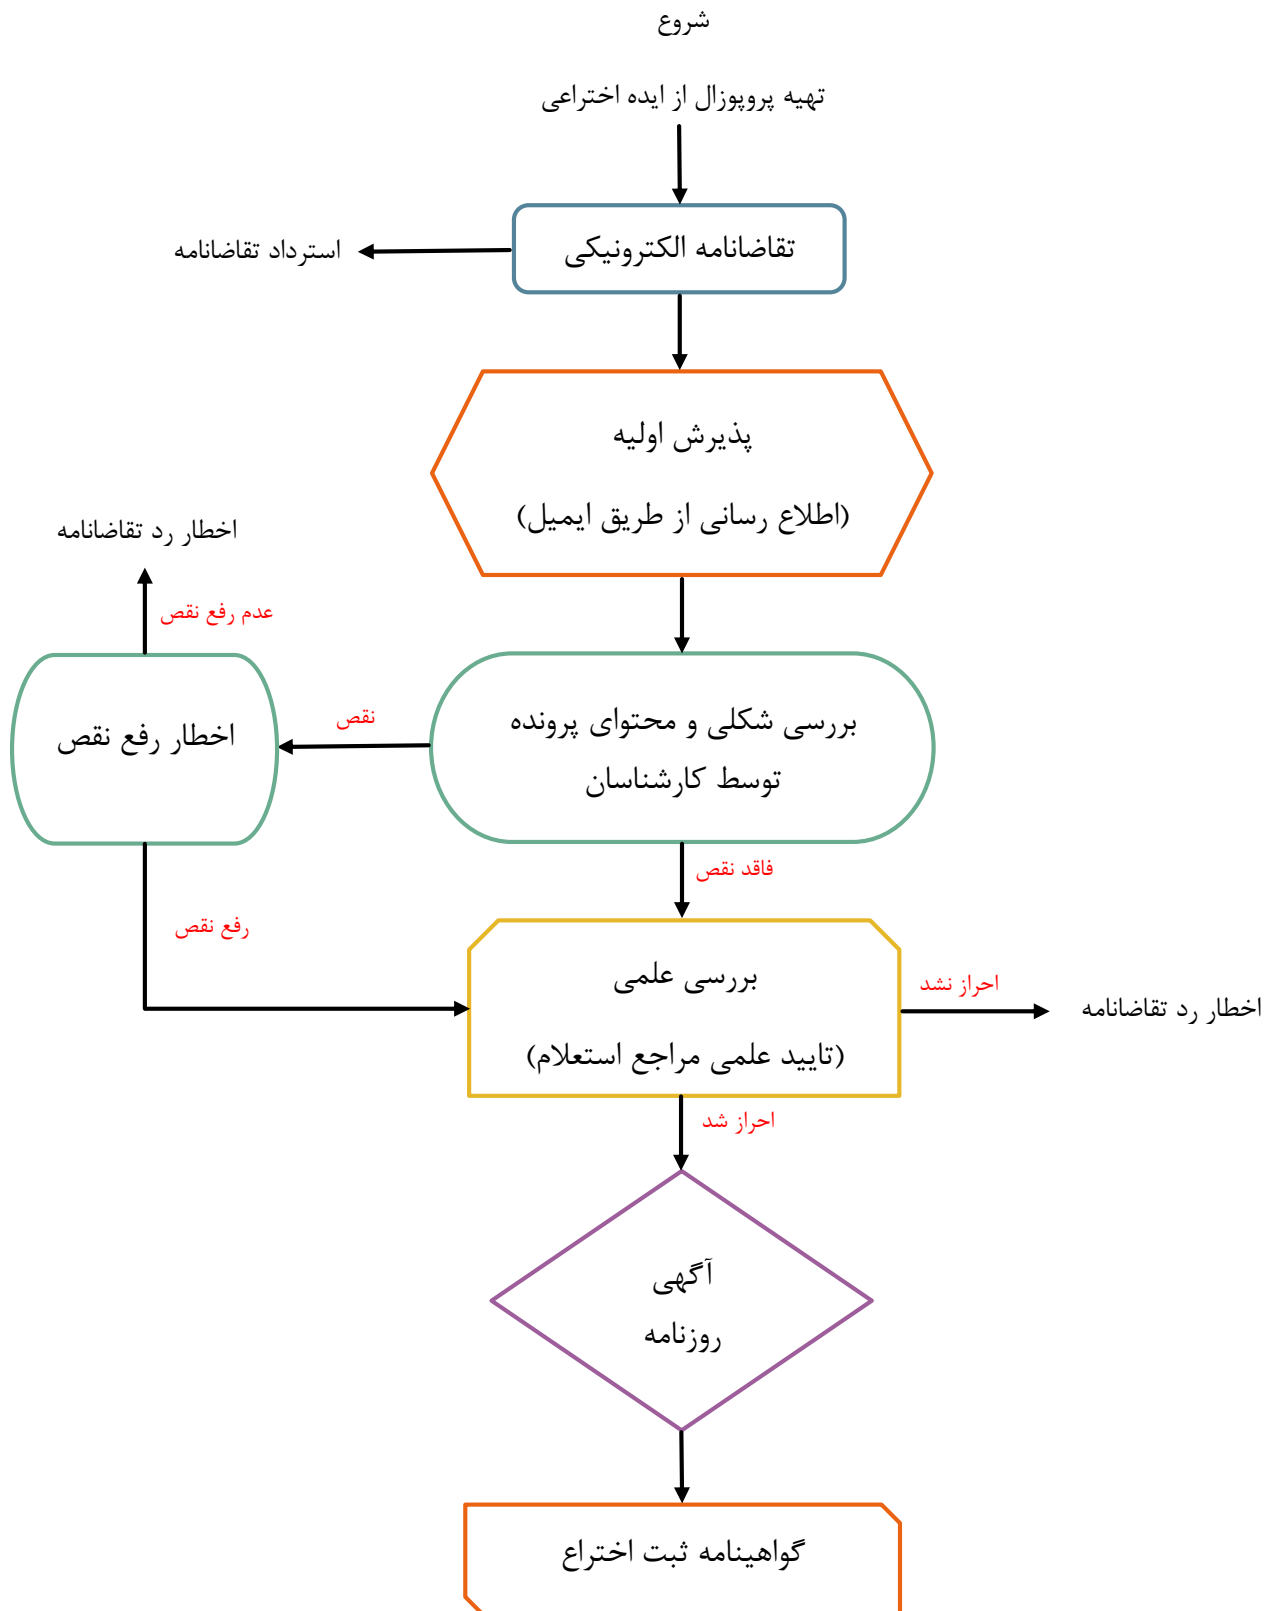 شروع
تهیه پروپوزال از ایده اختراعی
تقاضانامه الکترونیکی
استرداد تقاضانامه
پذیرش اولیه
(اطلاع رسانی از طریق ایمیل)
اخطار رد تقاضانامه
عدم رفع نقص
بررسی شکلی و محتوای پرونده
توسط کارشناسان
نقص
اخطار رفع نقص
فاقد نقص
رفع نقص
بررسی علمی
(تایید علمی مراجع استعلام)
احراز نشد
اخطار رد تقاضانامه
احراز شد
آگهی
روزنامه
گواهینامه ثبت اختراع